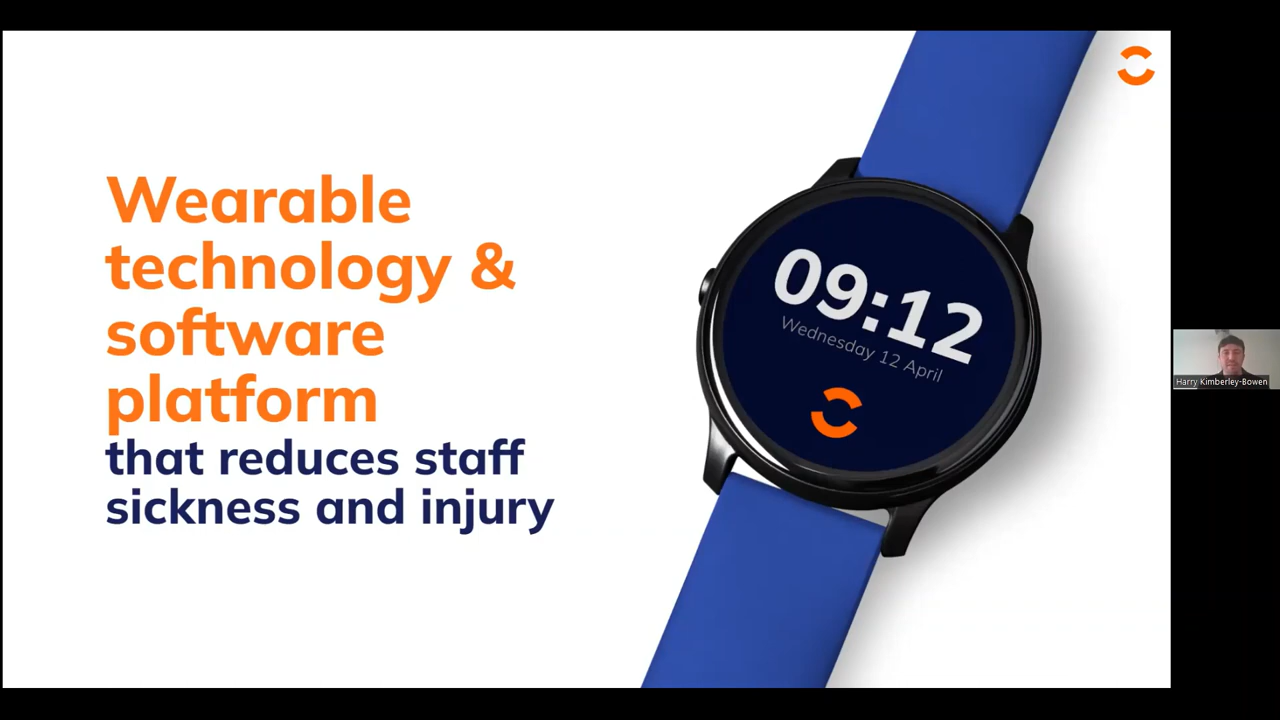 Wearable
technology &
software
platform
that reduces staff
sickness and injury
09:12
Wednesday 12 April
Harry Kimberley-Bowen